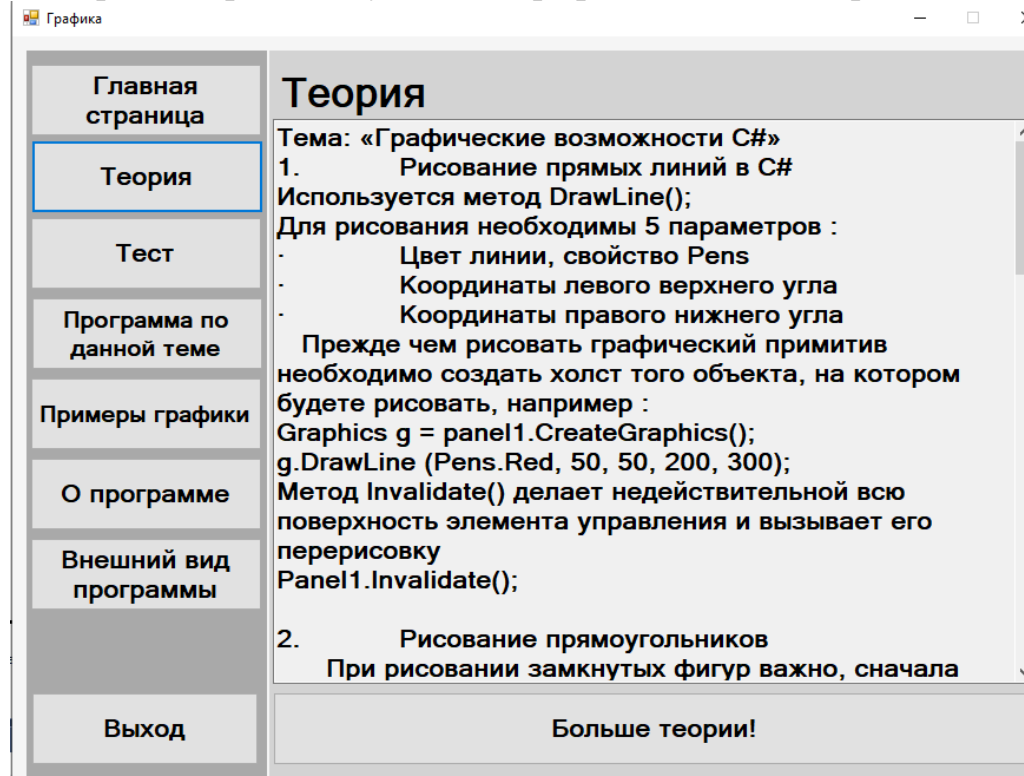 Графика
Главная
страница
Теория
Тест
Программа по
данной теме
Примеры графики
О программе
Внешний вид
программы
Выход
Теория
Тема: «Графические возможности C#»
1. Рисование прямых линий в C#
Используется метод DrawLine();
Для рисования необходимы 5 параметров :
· Цвет линии, свойство Pens
· Координаты левого верхнего угла
· Координаты правого нижнего угла
Прежде чем рисовать графический примитив
необходимо создать холст того объекта, на котором
будете рисовать, например :
Graphics g = panel1.CreateGraphics();
g.DrawLine (Pens.Red, 50, 50, 200, 300);
Метод Invalidate() делает недействительной всю
поверхность элемента управления и вызывает его
перерисовку
Panel1.Invalidate();
2. Рисование прямоугольников
При рисовании замкнутых фигур важно, сначала
Больше теории!